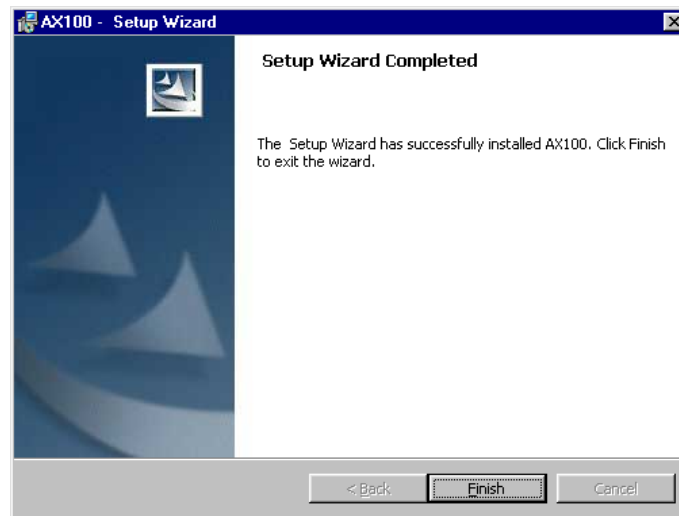 AX100 - Setup Wizard
Setup Wizard Completed
The Setup Wizard has successfully installed AX100. Click Finish
to exit the wizard.
< Back Finish Cancel